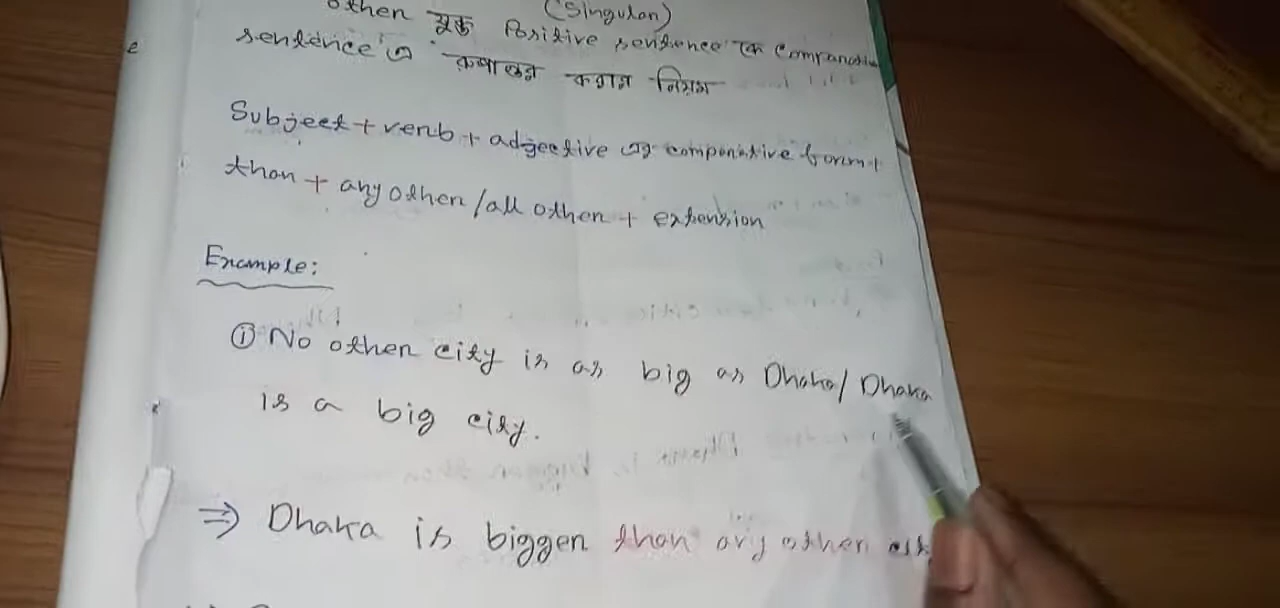 other যুক্ত Positive sentence কে Comparative
(Singular)
sentence এ রুপান্তর করার নিয়ম
Subject + verb + adjective এর comparative form +
than + any other / all other + extension
Example:
① No other city is as big as Dhaka / Dhaka
is a big city.
⇒ Dhaka is bigger than any other